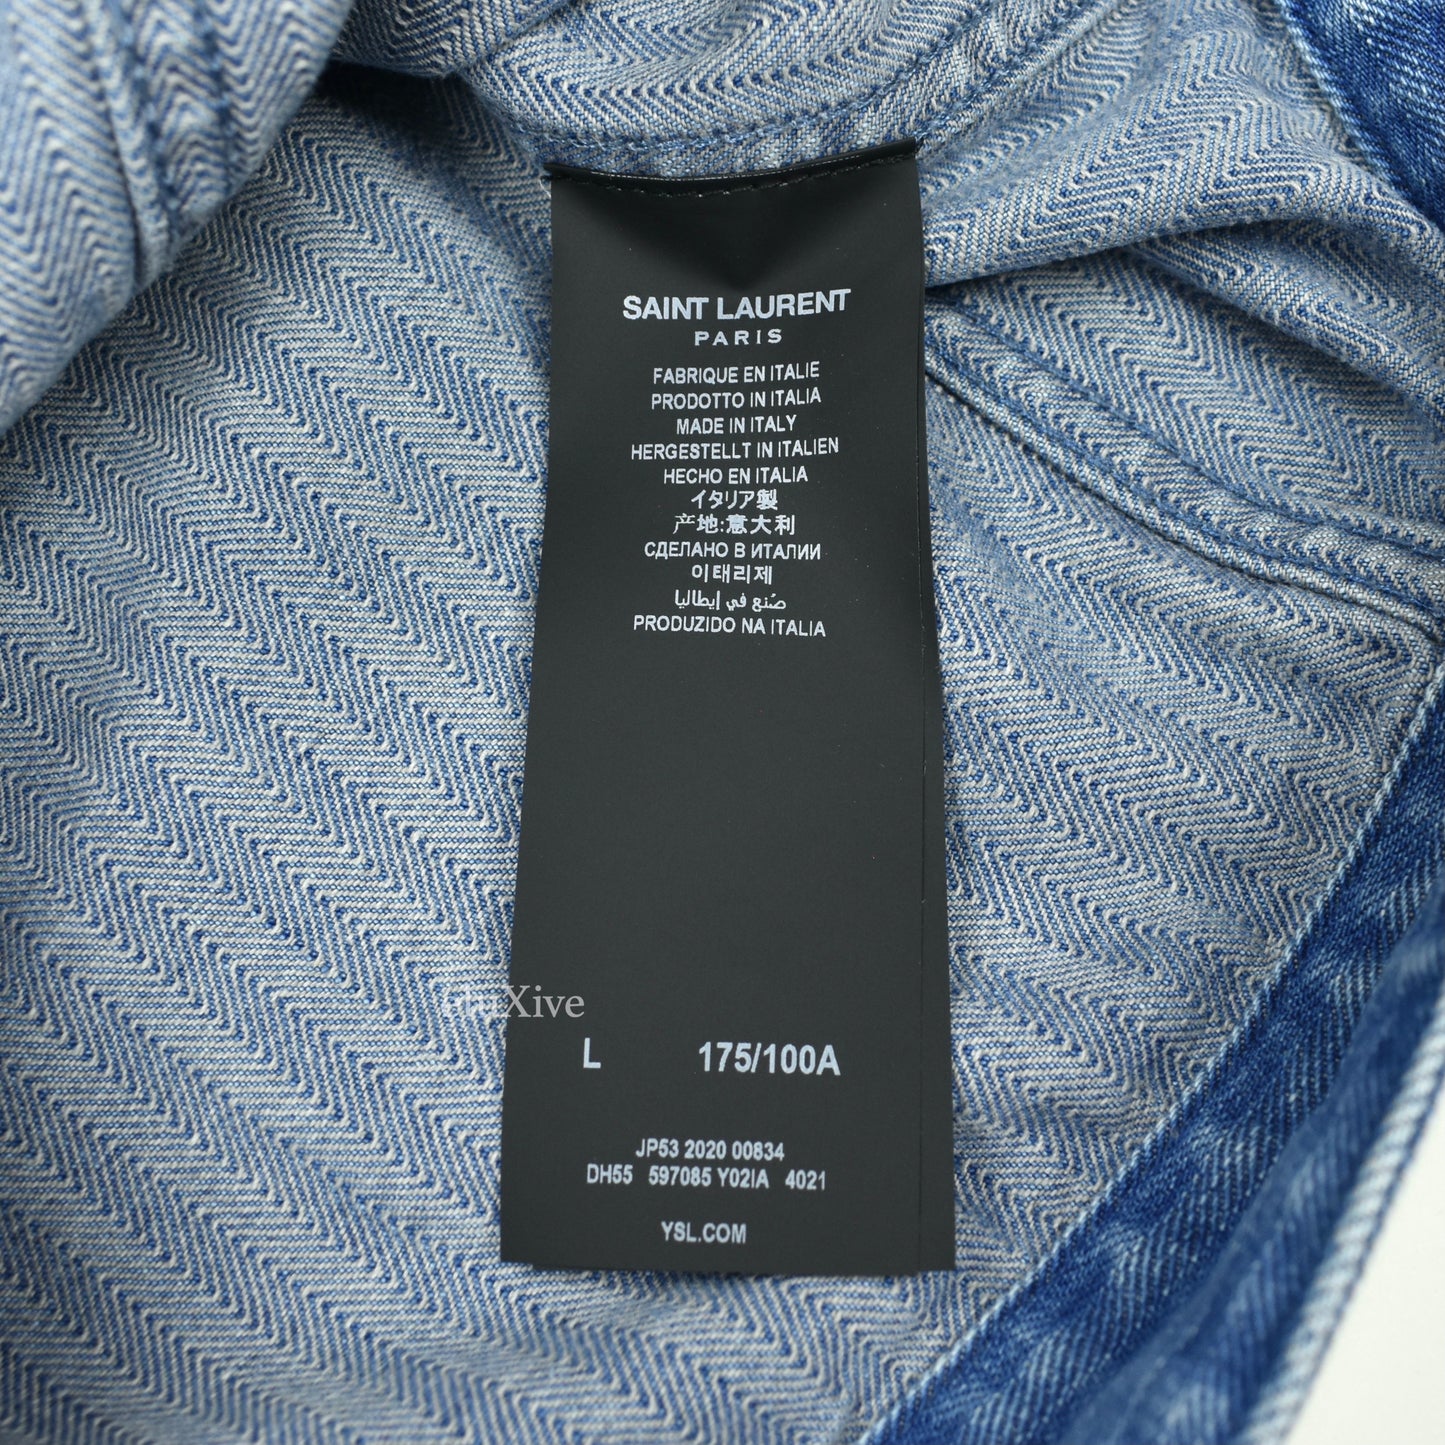 SAINT LAURENT
PARIS
FABRIQUE EN ITALIE
PRODOTTO IN ITALIA
MADE IN ITALY
HERGESTELLT IN ITALIEN
HECHO EN ITALIA
イタリア製
产地:意大利
СДЕЛАНО В ИТАЛИИ
이태리제
صُنع في إيطاليا
PRODUZIDO NA ITALIA
eluXive
L 175/100A
JP53 2020 00834
DH55 597085 Y02IA 4021
YSL.COM